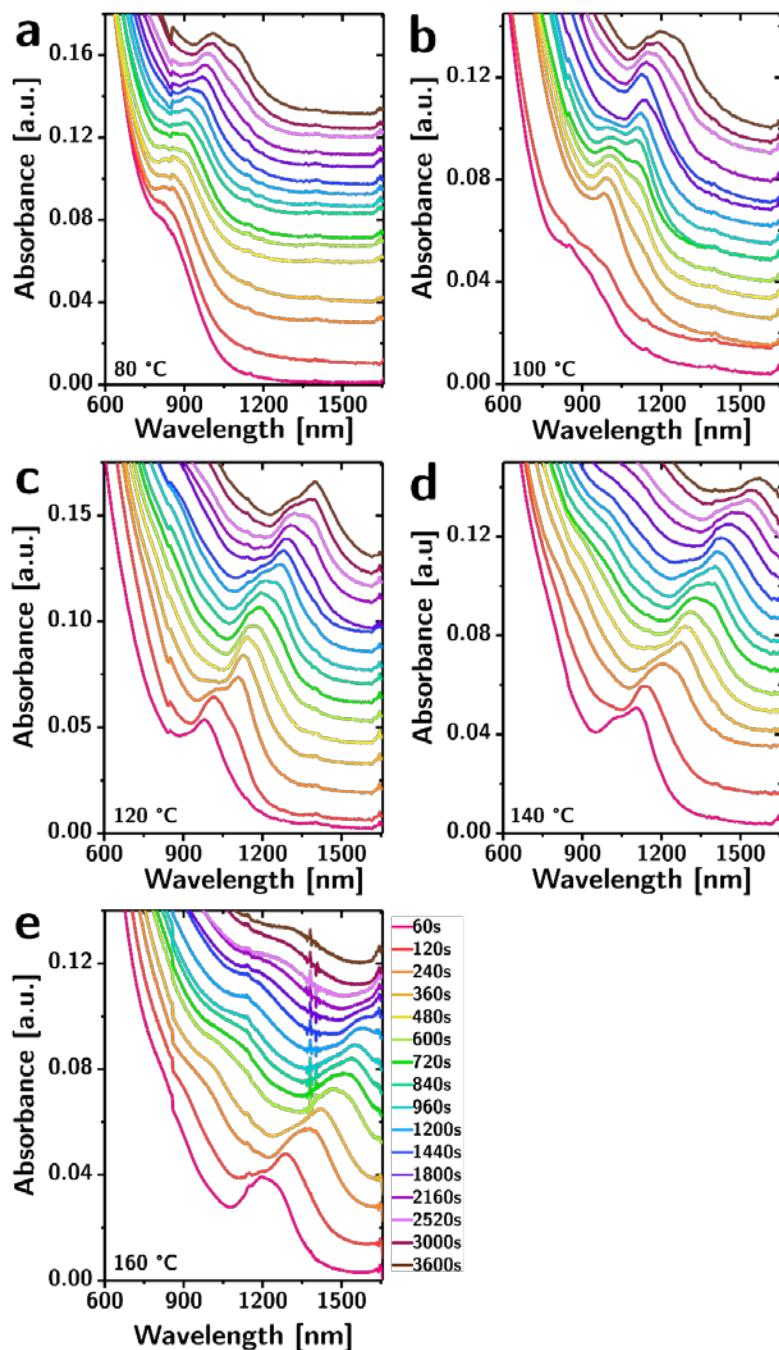 a
0.16
0.12
0.08
0.04
0.00
Absorbance [a.u.]
80 °C
600 900 1200 1500
Wavelength [nm]
b
0.12
0.08
0.04
0.00
Absorbance [a.u.]
100 °C
600 900 1200 1500
Wavelength [nm]
c
0.15
0.10
0.05
0.00
Absorbance [a.u.]
120 °C
600 900 1200 1500
Wavelength [nm]
d
0.12
0.08
0.04
0.00
Absorbance [a.u]
140 °C
600 900 1200 1500
Wavelength [nm]
e
0.12
0.08
0.04
0.00
Absorbance [a.u.]
160 °C
600 900 1200 1500
Wavelength [nm]
60s
120s
240s
360s
480s
600s
720s
840s
960s
1200s
1440s
1800s
2160s
2520s
3000s
3600s